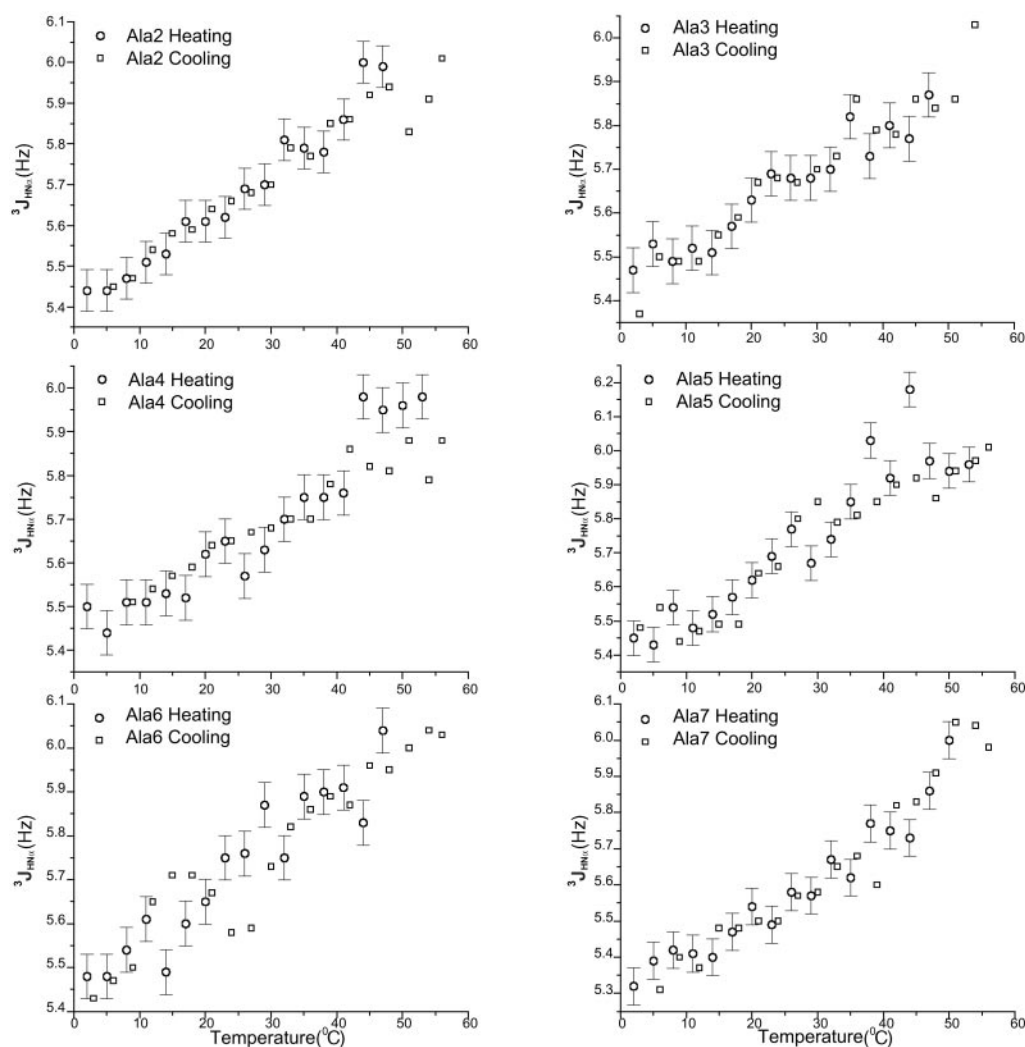 Ala2 Heating
Ala2 Cooling
³J_HNα(Hz)
6.1
6.0
5.9
5.8
5.7
5.6
5.5
5.4
0 10 20 30 40 50 60
Ala3 Heating
Ala3 Cooling
³J_HNα(Hz)
6.0
5.8
5.6
5.4
0 10 20 30 40 50 60
Ala4 Heating
Ala4 Cooling
³J_HNα(Hz)
6.0
5.9
5.8
5.7
5.6
5.5
5.4
0 10 20 30 40 50 60
Ala5 Heating
Ala5 Cooling
³J_HNα(Hz)
6.2
6.1
6.0
5.9
5.8
5.7
5.6
5.5
5.4
0 10 20 30 40 50 60
Ala6 Heating
Ala6 Cooling
³J_HNα(Hz)
6.1
6.0
5.9
5.8
5.7
5.6
5.5
5.4
0 10 20 30 40 50 60
Temperature(⁰C)
Ala7 Heating
Ala7 Cooling
³J_HNα(Hz)
6.1
6.0
5.9
5.8
5.7
5.6
5.5
5.4
5.3
0 10 20 30 40 50 60
Temperature(⁰C)